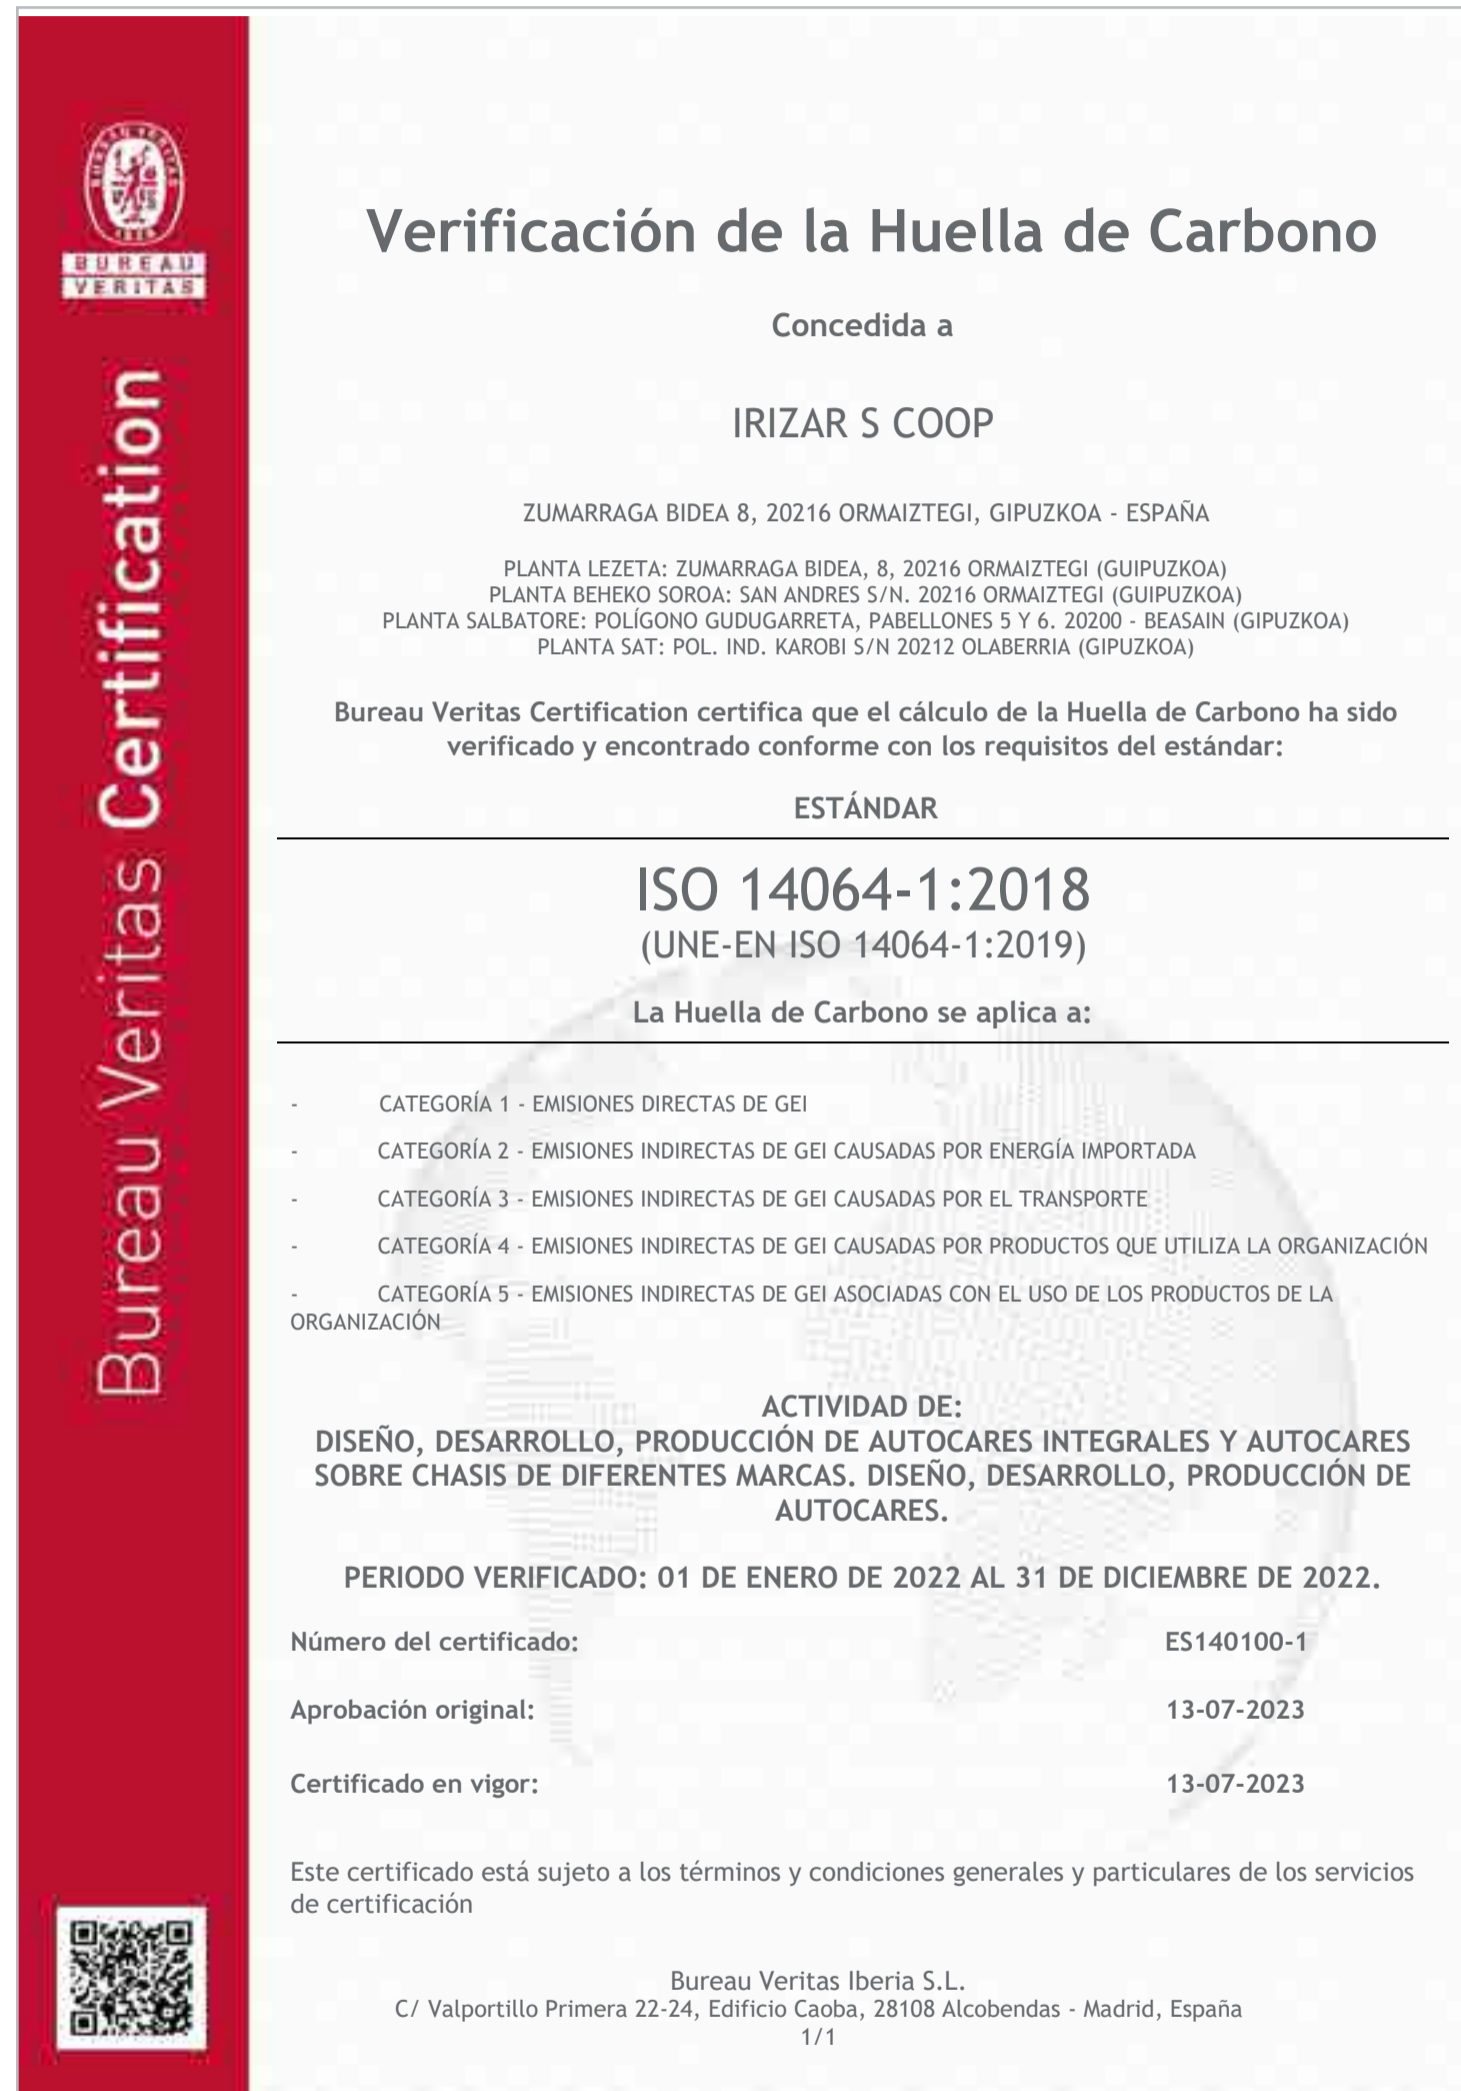 BUREAU VERITAS
1828
BUREAU
VERITAS
Bureau Veritas Certification
Verificación de la Huella de Carbono
Concedida a
IRIZAR S COOP
ZUMARRAGA BIDEA 8, 20216 ORMAIZTEGI, GIPUZKOA - ESPAÑA
PLANTA LEZETA: ZUMARRAGA BIDEA, 8, 20216 ORMAIZTEGI (GUIPUZKOA)
PLANTA BEHEKO SOROA: SAN ANDRES S/N. 20216 ORMAIZTEGI (GUIPUZKOA)
PLANTA SALBATORE: POLÍGONO GUDUGARRETA, PABELLONES 5 Y 6. 20200 - BEASAIN (GIPUZKOA)
PLANTA SAT: POL. IND. KAROBI S/N 20212 OLABERRIA (GIPUZKOA)
Bureau Veritas Certification certifica que el cálculo de la Huella de Carbono ha sido
verificado y encontrado conforme con los requisitos del estándar:
ESTÁNDAR
ISO 14064-1:2018
(UNE-EN ISO 14064-1:2019)
La Huella de Carbono se aplica a:
- CATEGORÍA 1 - EMISIONES DIRECTAS DE GEI
- CATEGORÍA 2 - EMISIONES INDIRECTAS DE GEI CAUSADAS POR ENERGÍA IMPORTADA
- CATEGORÍA 3 - EMISIONES INDIRECTAS DE GEI CAUSADAS POR EL TRANSPORTE
- CATEGORÍA 4 - EMISIONES INDIRECTAS DE GEI CAUSADAS POR PRODUCTOS QUE UTILIZA LA ORGANIZACIÓN
- CATEGORÍA 5 - EMISIONES INDIRECTAS DE GEI ASOCIADAS CON EL USO DE LOS PRODUCTOS DE LA
ORGANIZACIÓN
ACTIVIDAD DE:
DISEÑO, DESARROLLO, PRODUCCIÓN DE AUTOCARES INTEGRALES Y AUTOCARES
SOBRE CHASIS DE DIFERENTES MARCAS. DISEÑO, DESARROLLO, PRODUCCIÓN DE
AUTOCARES.
PERIODO VERIFICADO: 01 DE ENERO DE 2022 AL 31 DE DICIEMBRE DE 2022.
Número del certificado: ES140100-1
Aprobación original: 13-07-2023
Certificado en vigor: 13-07-2023
Este certificado está sujeto a los términos y condiciones generales y particulares de los servicios
de certificación
Bureau Veritas Iberia S.L.
C/ Valportillo Primera 22-24, Edificio Caoba, 28108 Alcobendas - Madrid, España
1/1